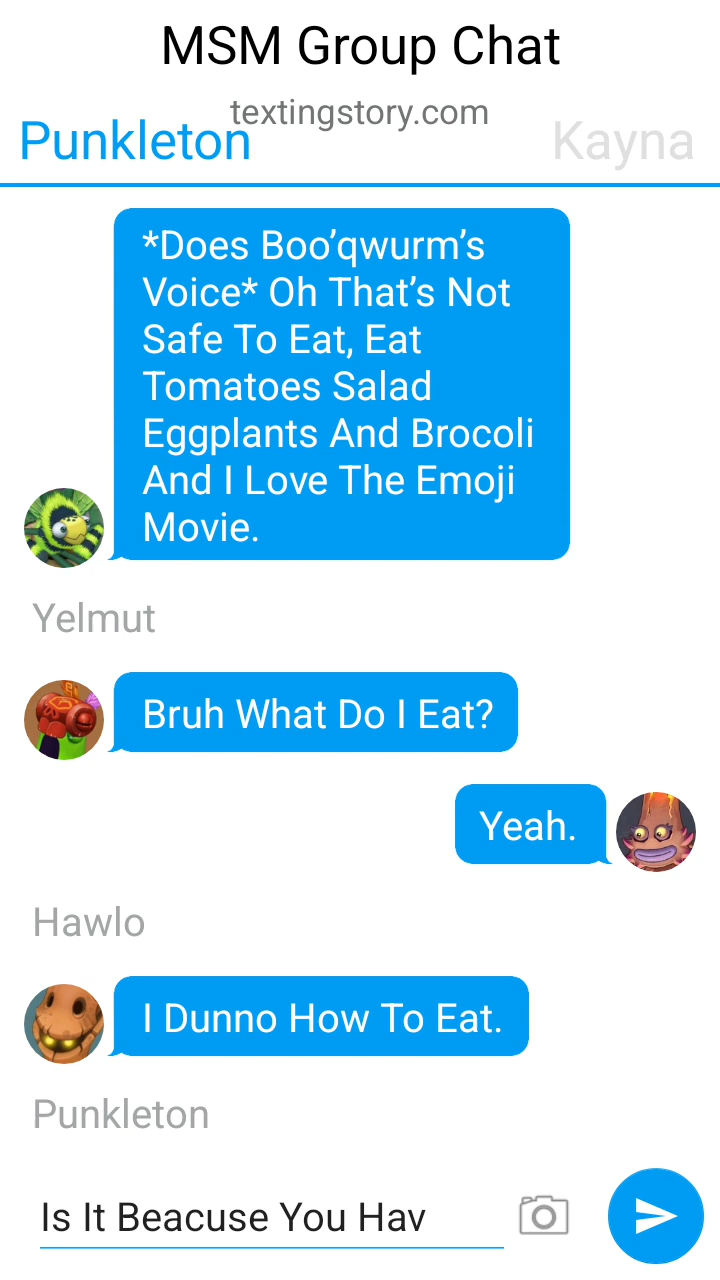 MSM Group Chat
textingstory.com
Punkleton
Kayna
*Does Boo’qwurm’s
Voice* Oh That’s Not
Safe To Eat, Eat
Tomatoes Salad
Eggplants And Brocoli
And I Love The Emoji
Movie.
Yelmut
Bruh What Do I Eat?
Yeah.
Hawlo
I Dunno How To Eat.
Punkleton
Is It Beacuse You Hav